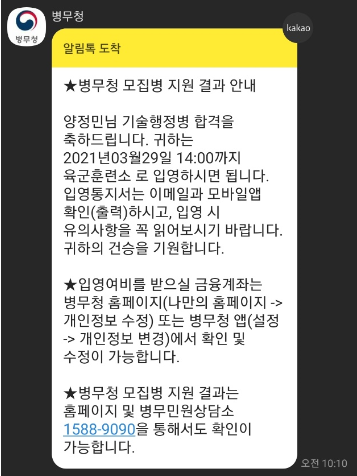 병무청
병무청
kakao
알림톡 도착
★병무청 모집병 지원 결과 안내
양정민님 기술행정병 합격을
축하드립니다. 귀하는
2021년03월29일 14:00까지
육군훈련소 로 입영하시면 됩니다.
입영통지서는 이메일과 모바일앱
확인(출력)하시고, 입영 시
유의사항을 꼭 읽어보시기 바랍니다.
귀하의 건승을 기원합니다.
★입영여비를 받으실 금융계좌는
병무청 홈페이지(나만의 홈페이지 ->
개인정보 수정) 또는 병무청 앱(설정
-> 개인정보 변경)에서 확인 및
수정이 가능합니다.
★병무청 모집병 지원 결과는
홈페이지 및 병무민원상담소
1588-9090을 통해서도 확인이
가능합니다.
오전 10:10